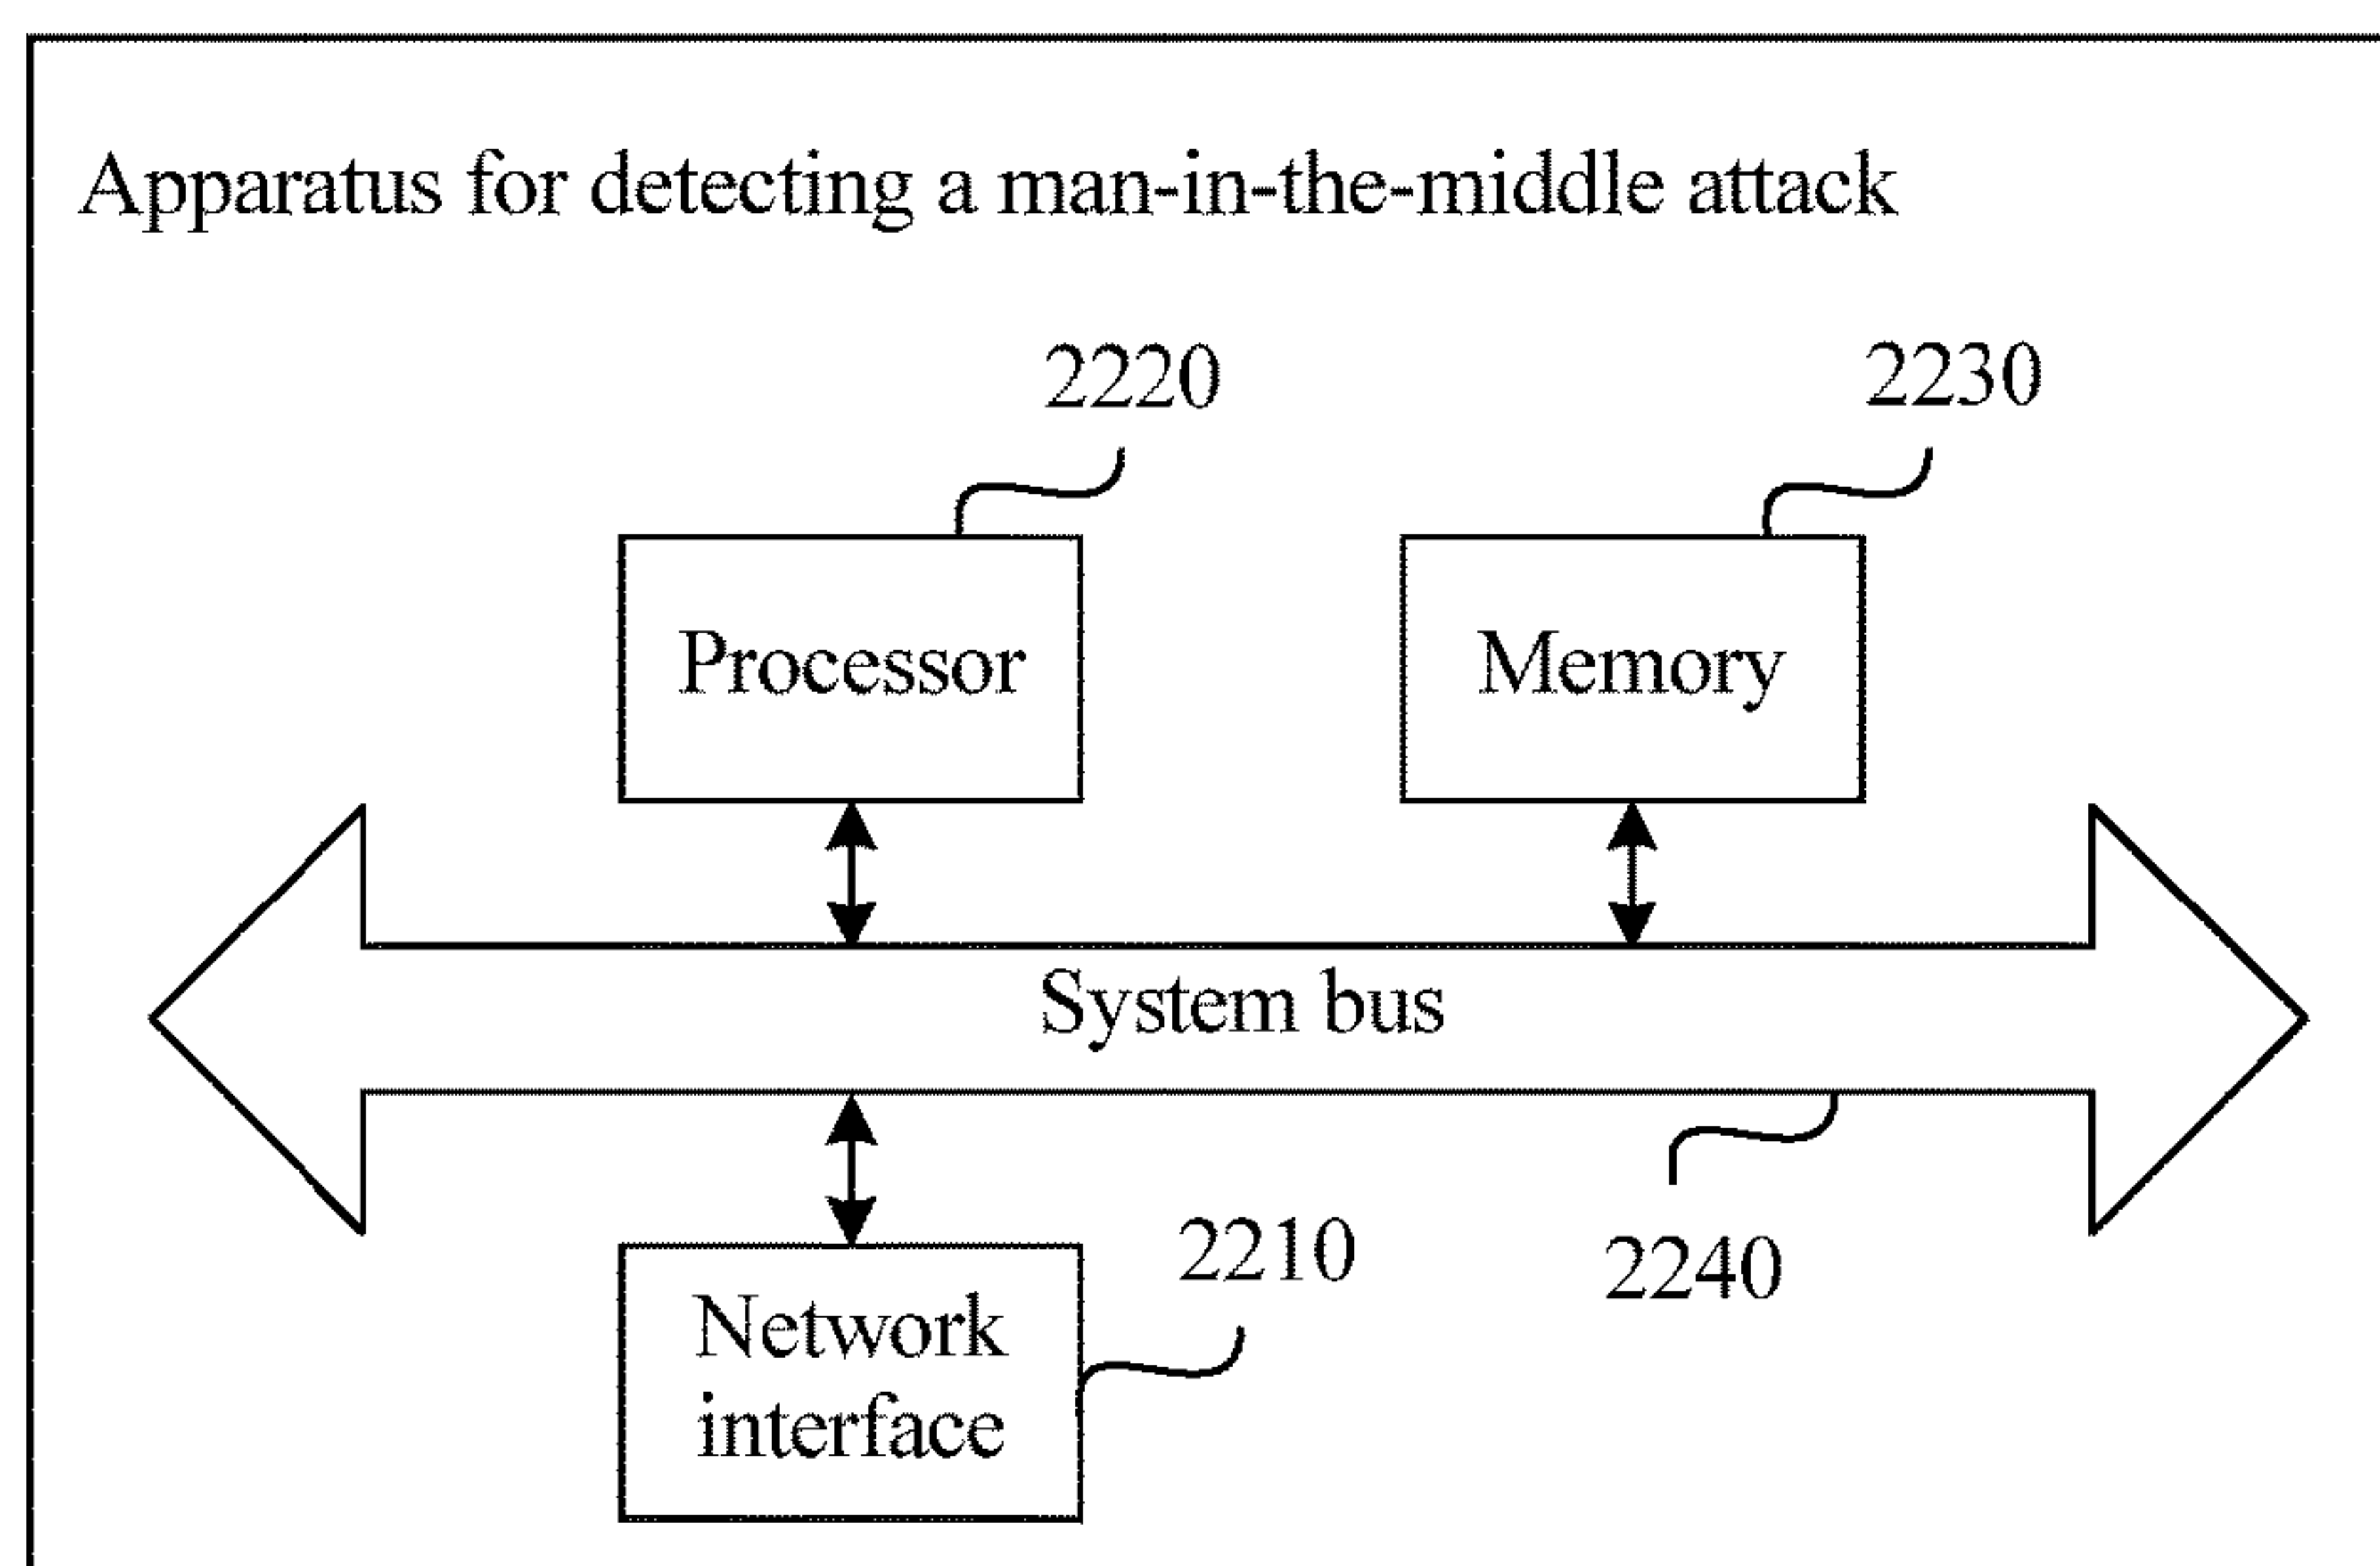 Apparatus for detecting a man-in-the-middle attack
2220
2230
Processor
Memory
System bus
2210
2240
Network
interface